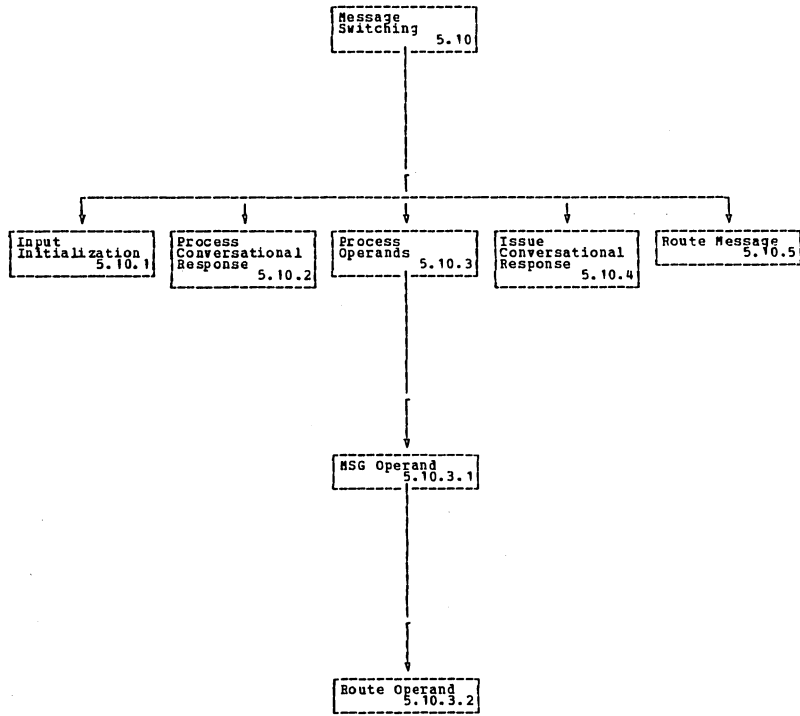 Message
Switching
5.10
Input
Initialization
5.10.1
Process
Conversational
Response
5.10.2
Process
Operands
5.10.3
Issue
Conversational
Response
5.10.4
Route Message
5.10.5
MSG Operand
5.10.3.1
Route Operand
5.10.3.2